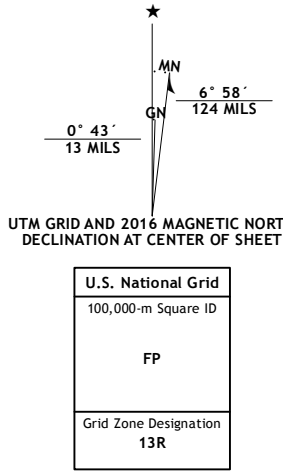 ★
MN
6° 58´
124 MILS
GN
0° 43´
13 MILS
UTM GRID AND 2016 MAGNETIC NORT
DECLINATION AT CENTER OF SHEET
U.S. National Grid
100,000-m Square ID
FP
Grid Zone Designation
13R